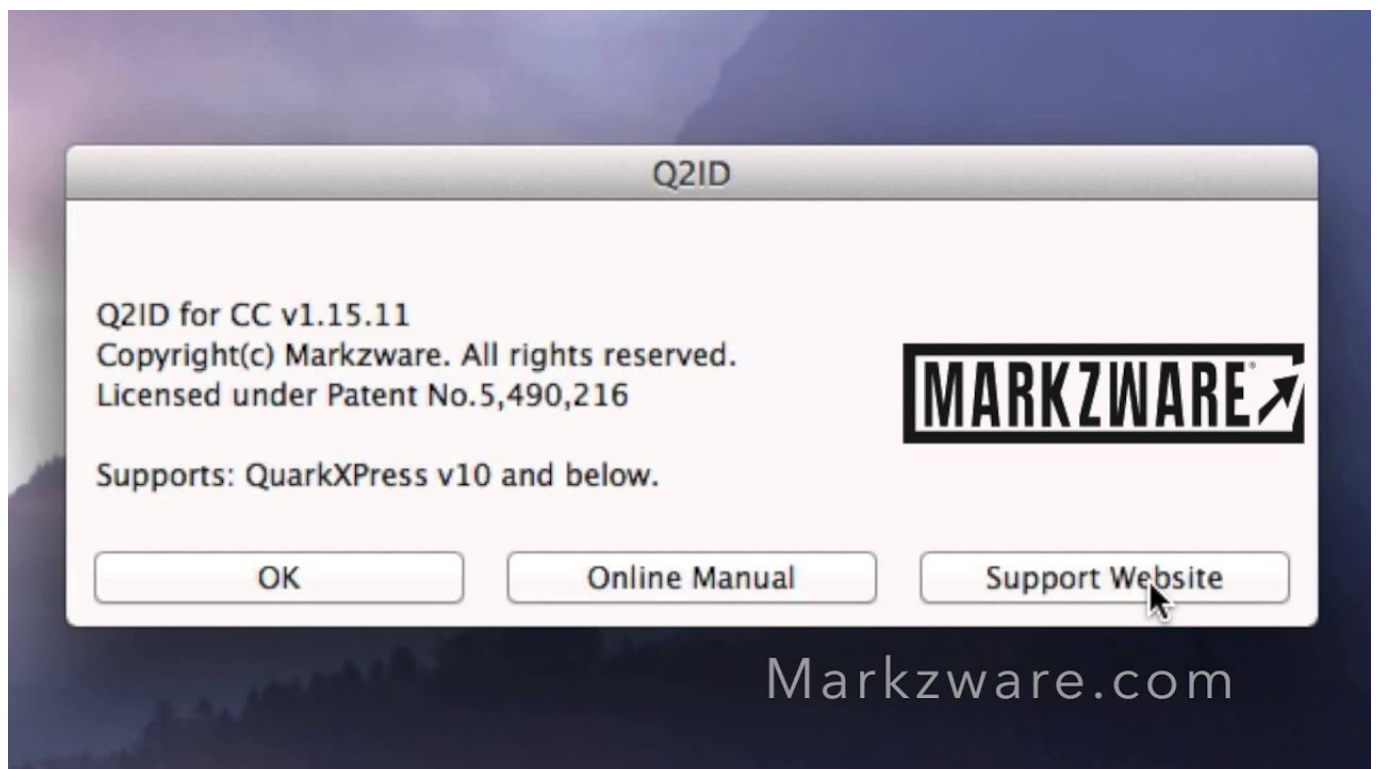 Q2ID
Q2ID for CC v1.15.11
Copyright(c) Markzware. All rights reserved.
Licensed under Patent No.5,490,216
MARKZWARE®
Supports: QuarkXPress v10 and below.
OK
Online Manual
Support Website
Markzware.com